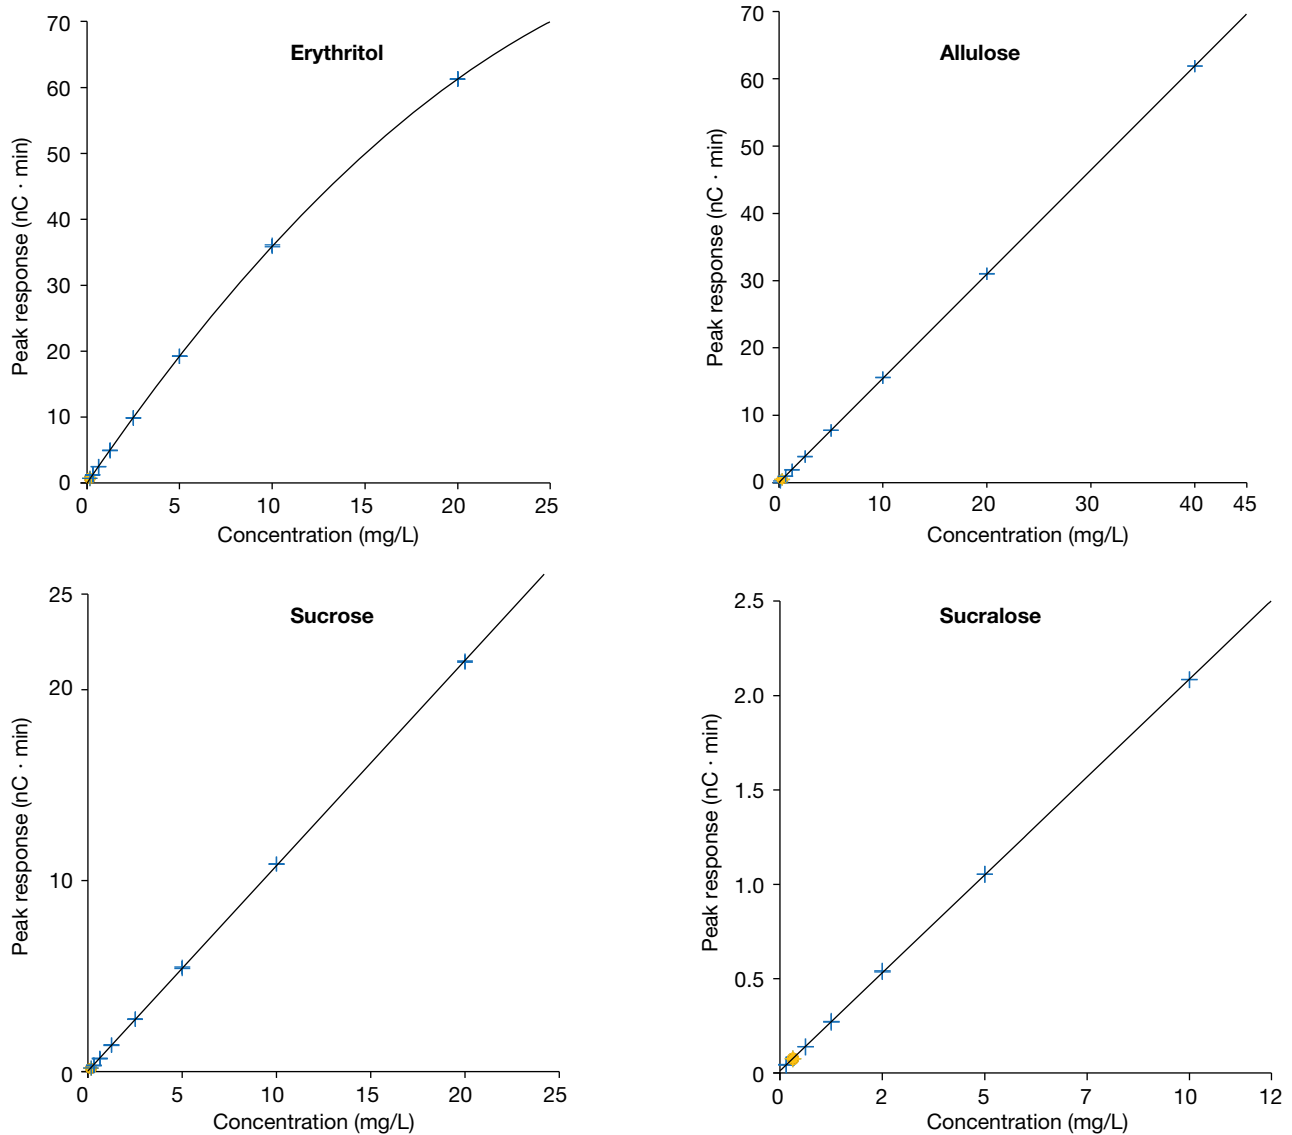 Erythritol
Peak response (nC · min)
70
60
50
40
30
20
10
0
0 5 10 15 20 25
Concentration (mg/L)
Allulose
Peak response (nC · min)
70
60
50
40
30
20
10
0
0 10 20 30 40 45
Concentration (mg/L)
Sucrose
Peak response (nC · min)
25
20
10
0
0 5 10 15 20 25
Concentration (mg/L)
Sucralose
Peak response (nC · min)
2.5
2.0
1.5
1.0
0.5
0
0 2 5 7 10 12
Concentration (mg/L)